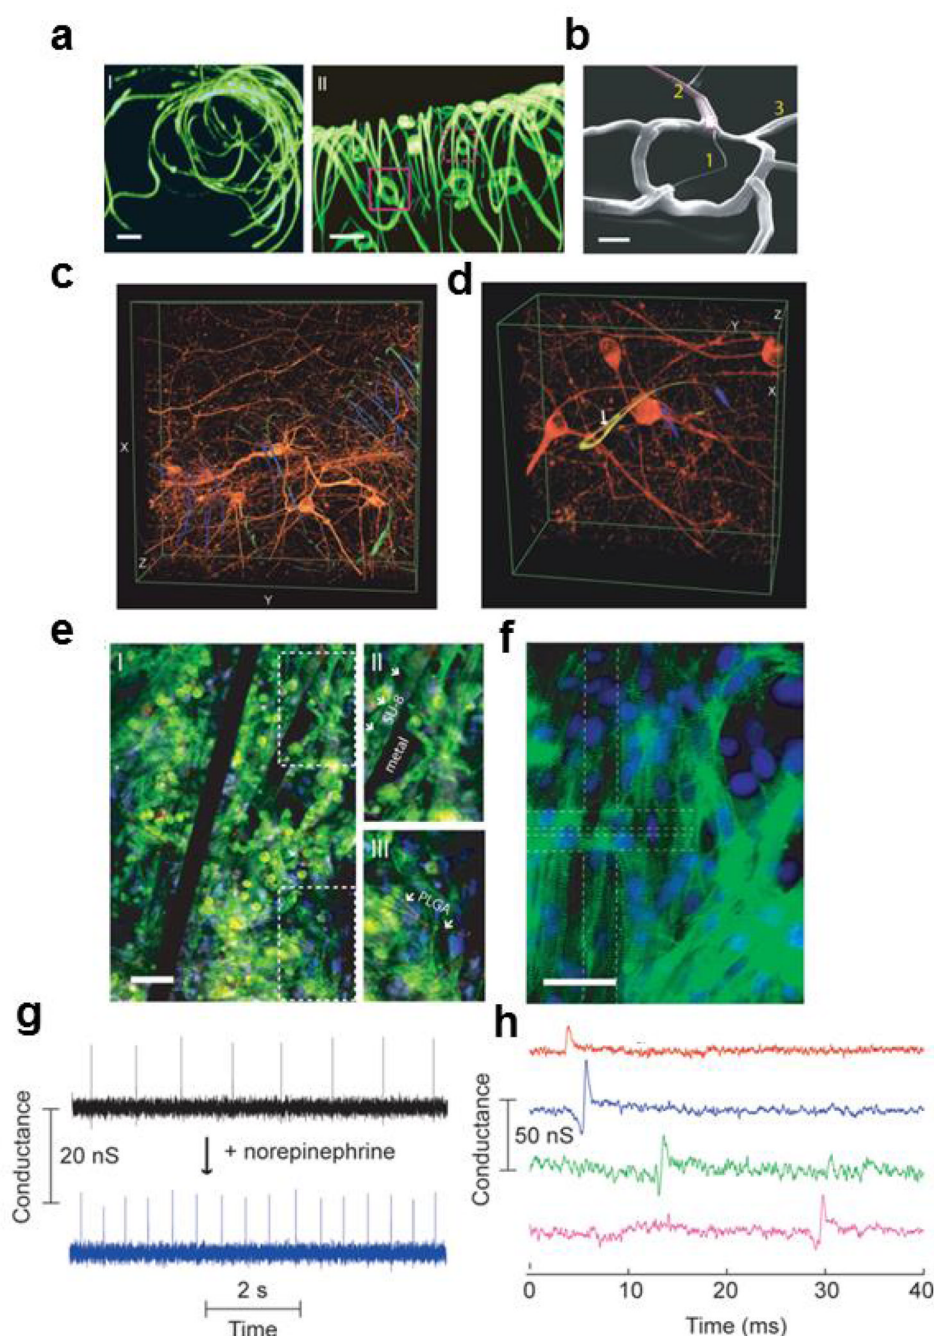 a
I
II
b
2
3
1
c
X
Z
Y
d
Z
Y
X
e
I
II
SU-8
metal
III
PLGA
f
g
Conductance
20 nS
+ norepinephrine
2 s
Time
h
Conductance
50 nS
0 10 20 30 40
Time (ms)